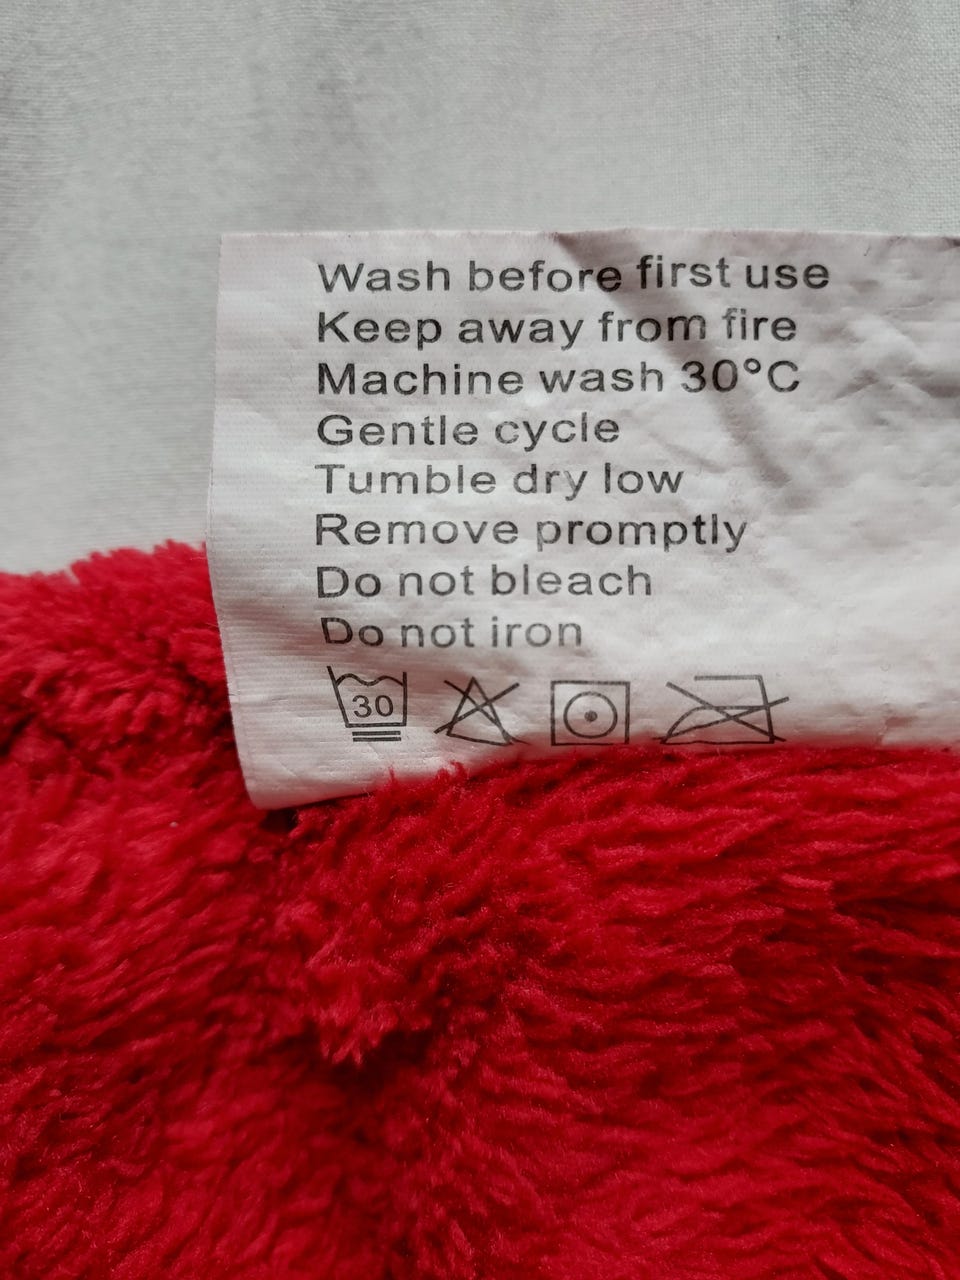 Wash before first use
Keep away from fire
Machine wash 30°C
Gentle cycle
Tumble dry low
Remove promptly
Do not bleach
Do not iron
30